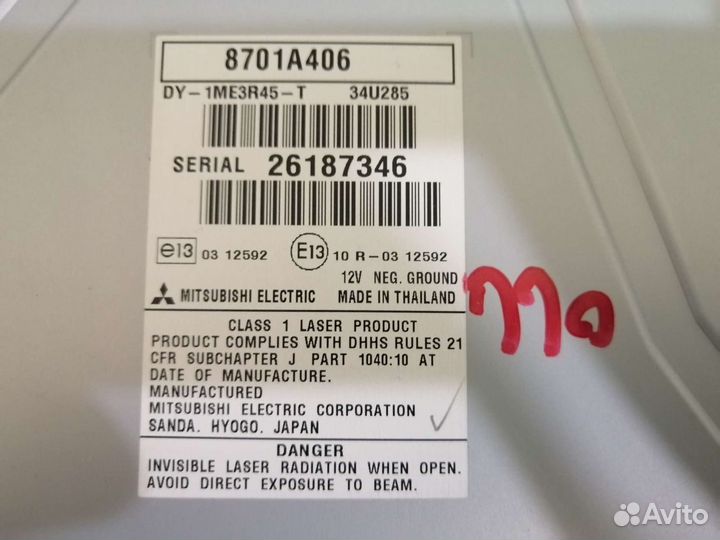 8701A406
DY-1ME3R45-T 34U285
SERIAL 26187346
e13 03 12592 E13 10 R-03 12592
12V NEG. GROUND
MITSUBISHI ELECTRIC MADE IN THAILAND
CLASS 1 LASER PRODUCT
PRODUCT COMPLIES WITH DHHS RULES 21
CFR SUBCHAPTER J PART 1040:10 AT
DATE OF MANUFACTURE.
MANUFACTURED
MITSUBISHI ELECTRIC CORPORATION
SANDA. HYOGO. JAPAN
DANGER
INVISIBLE LASER RADIATION WHEN OPEN.
AVOID DIRECT EXPOSURE TO BEAM.
Avito